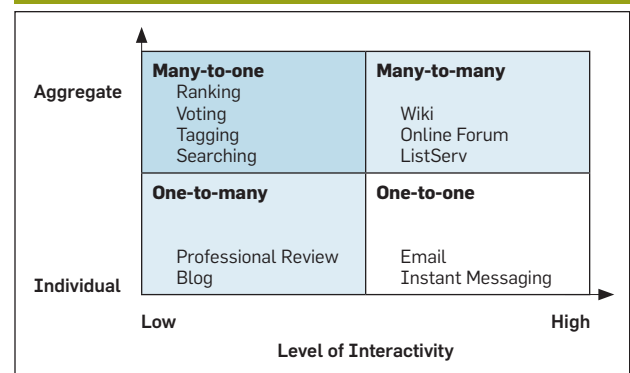 Aggregate
Many-to-one
Ranking
Voting
Tagging
Searching
Many-to-many
Wiki
Online Forum
ListServ
One-to-many
Professional Review
Blog
One-to-one
Email
Instant Messaging
Individual
Low
High
Level of Interactivity